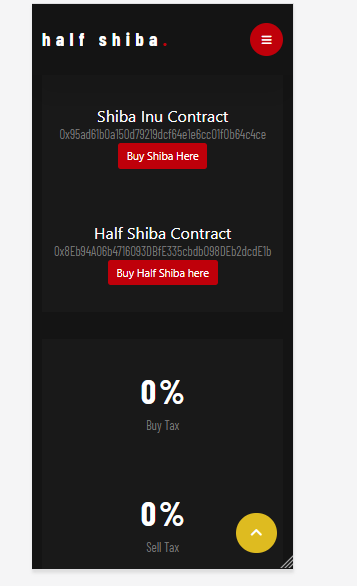 half shiba.
Shiba Inu Contract
0x95ad61b0a150d79219dcf64e1e6cc01f0b64c4ce
Buy Shiba Here
Half Shiba Contract
0x8Eb94A06b4716093DBfE335cbdb098DEb2dcdE1b
Buy Half Shiba here
0%
Buy Tax
0%
Sell Tax